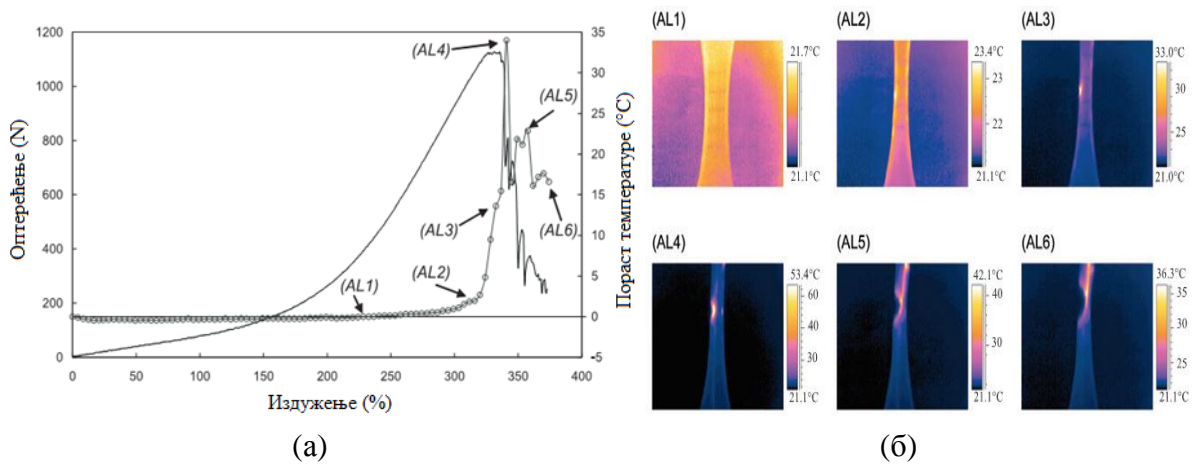 Оптерећење (N)
1200
1000
800
600
400
200
0
0
50
100
150
200
250
300
350
400
Издужење (%)
35
30
25
20
15
10
5
0
-5
Пораст температуре (°C)
(AL1)
(AL2)
(AL3)
(AL4)
(AL5)
(AL6)
(a)
(AL1)
21.7°C
21.1°C
(AL2)
23.4°C
23
22
21.1°C
(AL3)
33.0°C
30
25
21.0°C
(AL4)
53.4°C
60
40
30
21.1°C
(AL5)
42.1°C
40
30
21.1°C
(AL6)
36.3°C
35
30
25
21.1°C
(б)